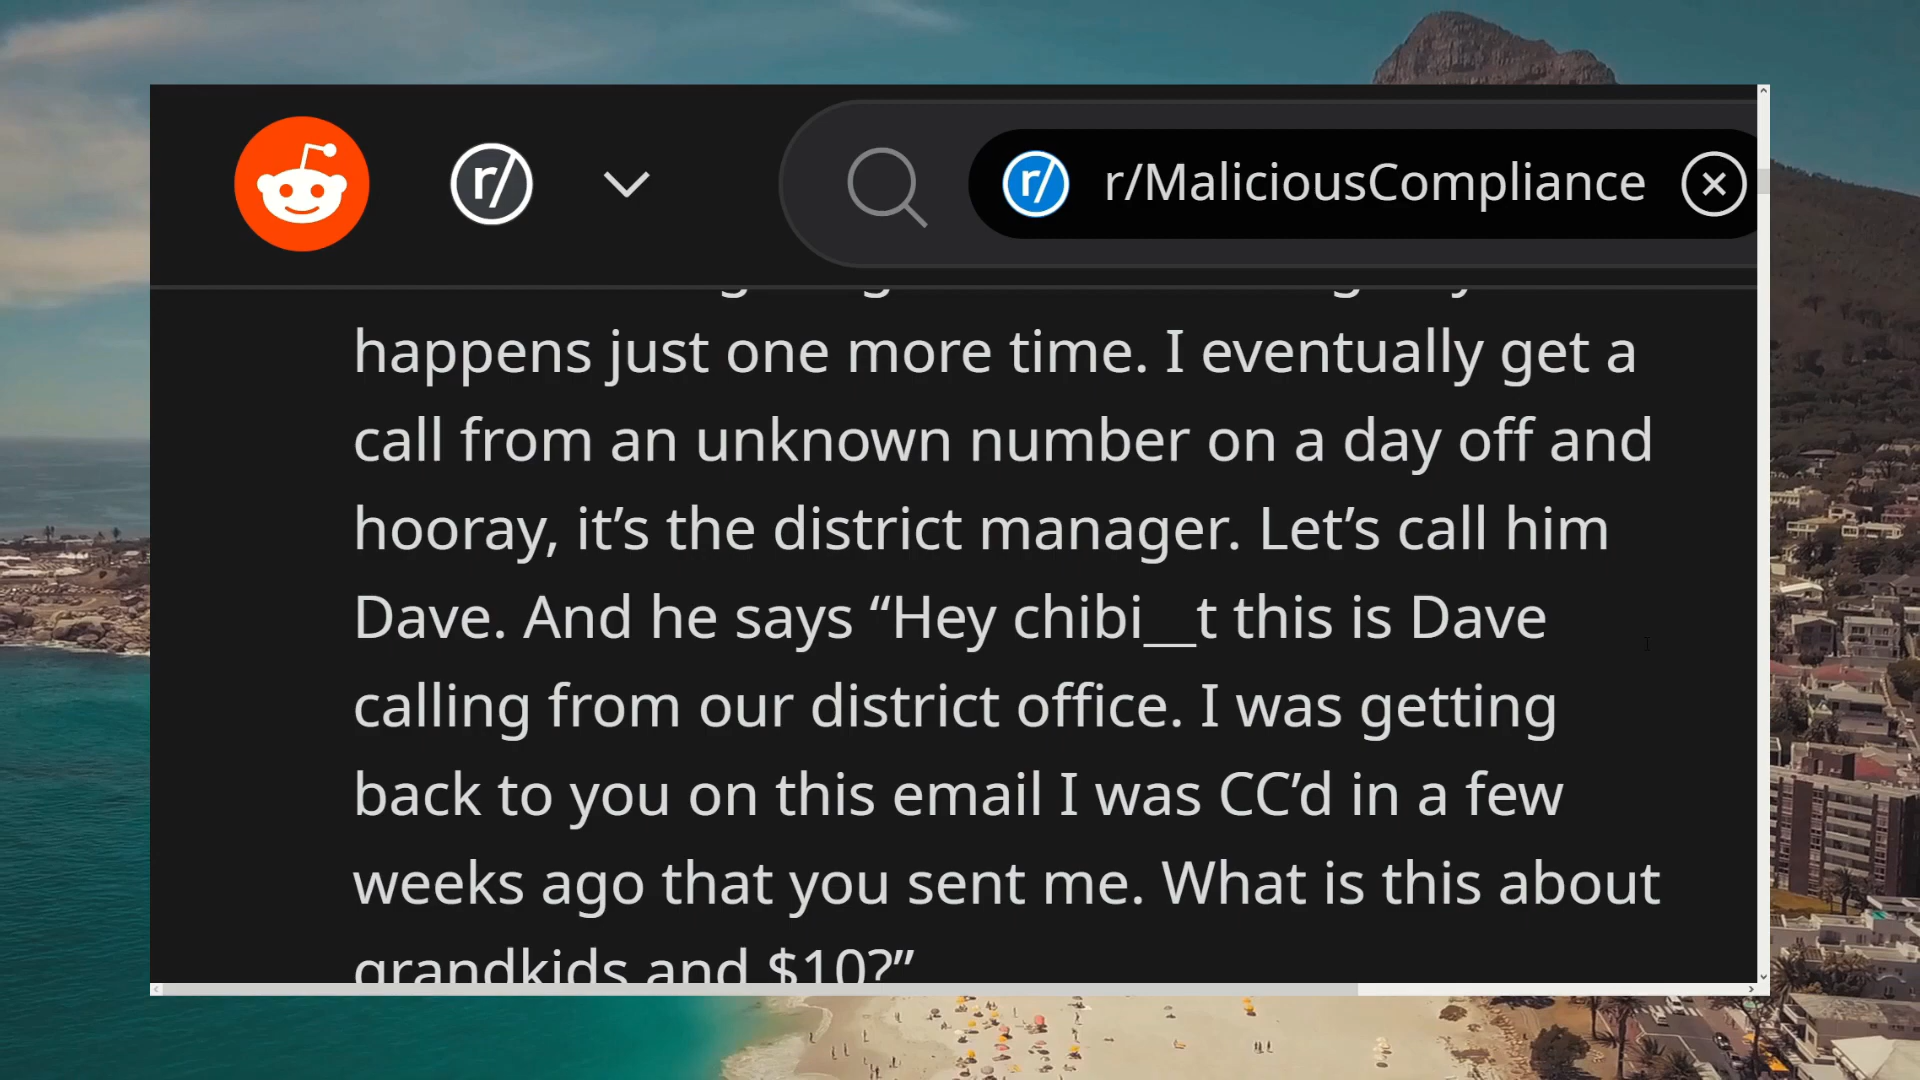 r/ r/ r/MaliciousCompliance
happens just one more time. I eventually get a
call from an unknown number on a day off and
hooray, it’s the district manager. Let’s call him
Dave. And he says “Hey chibi__t this is Dave
calling from our district office. I was getting
back to you on this email I was CC’d in a few
weeks ago that you sent me. What is this about
grandkids and $10?”